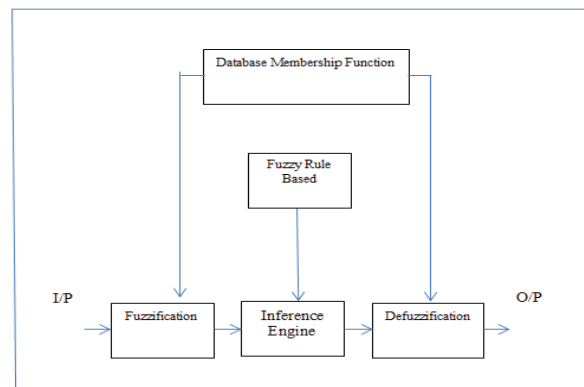 Database Membership Function
Fuzzy Rule
Based
I/P
O/P
Fuzzification
Inference
Engine
Defuzzification